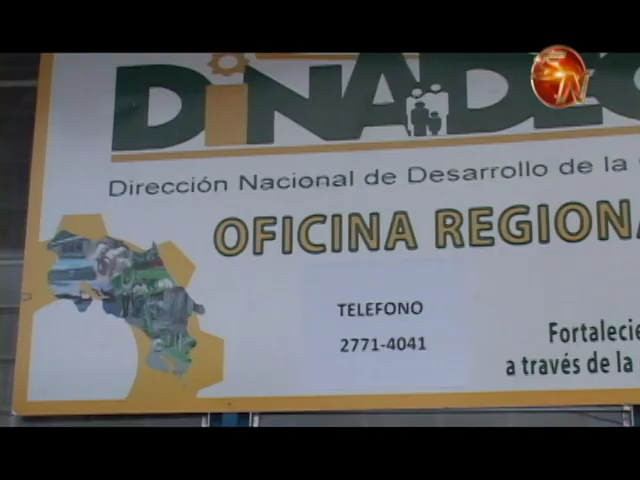 DINADECO
Dirección Nacional de Desarrollo de la
OFICINA REGIONA
TELEFONO
2771-4041
Fortalecie
a través de la